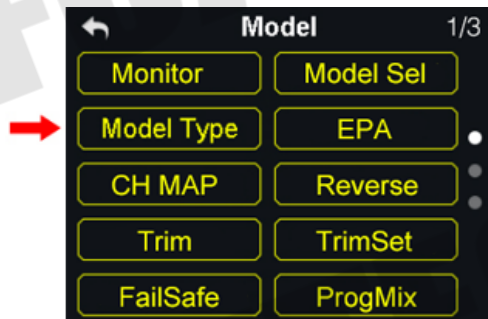 Model 1/3
Monitor Model Sel
Model Type EPA
CH MAP Reverse
Trim TrimSet
FailSafe ProgMix